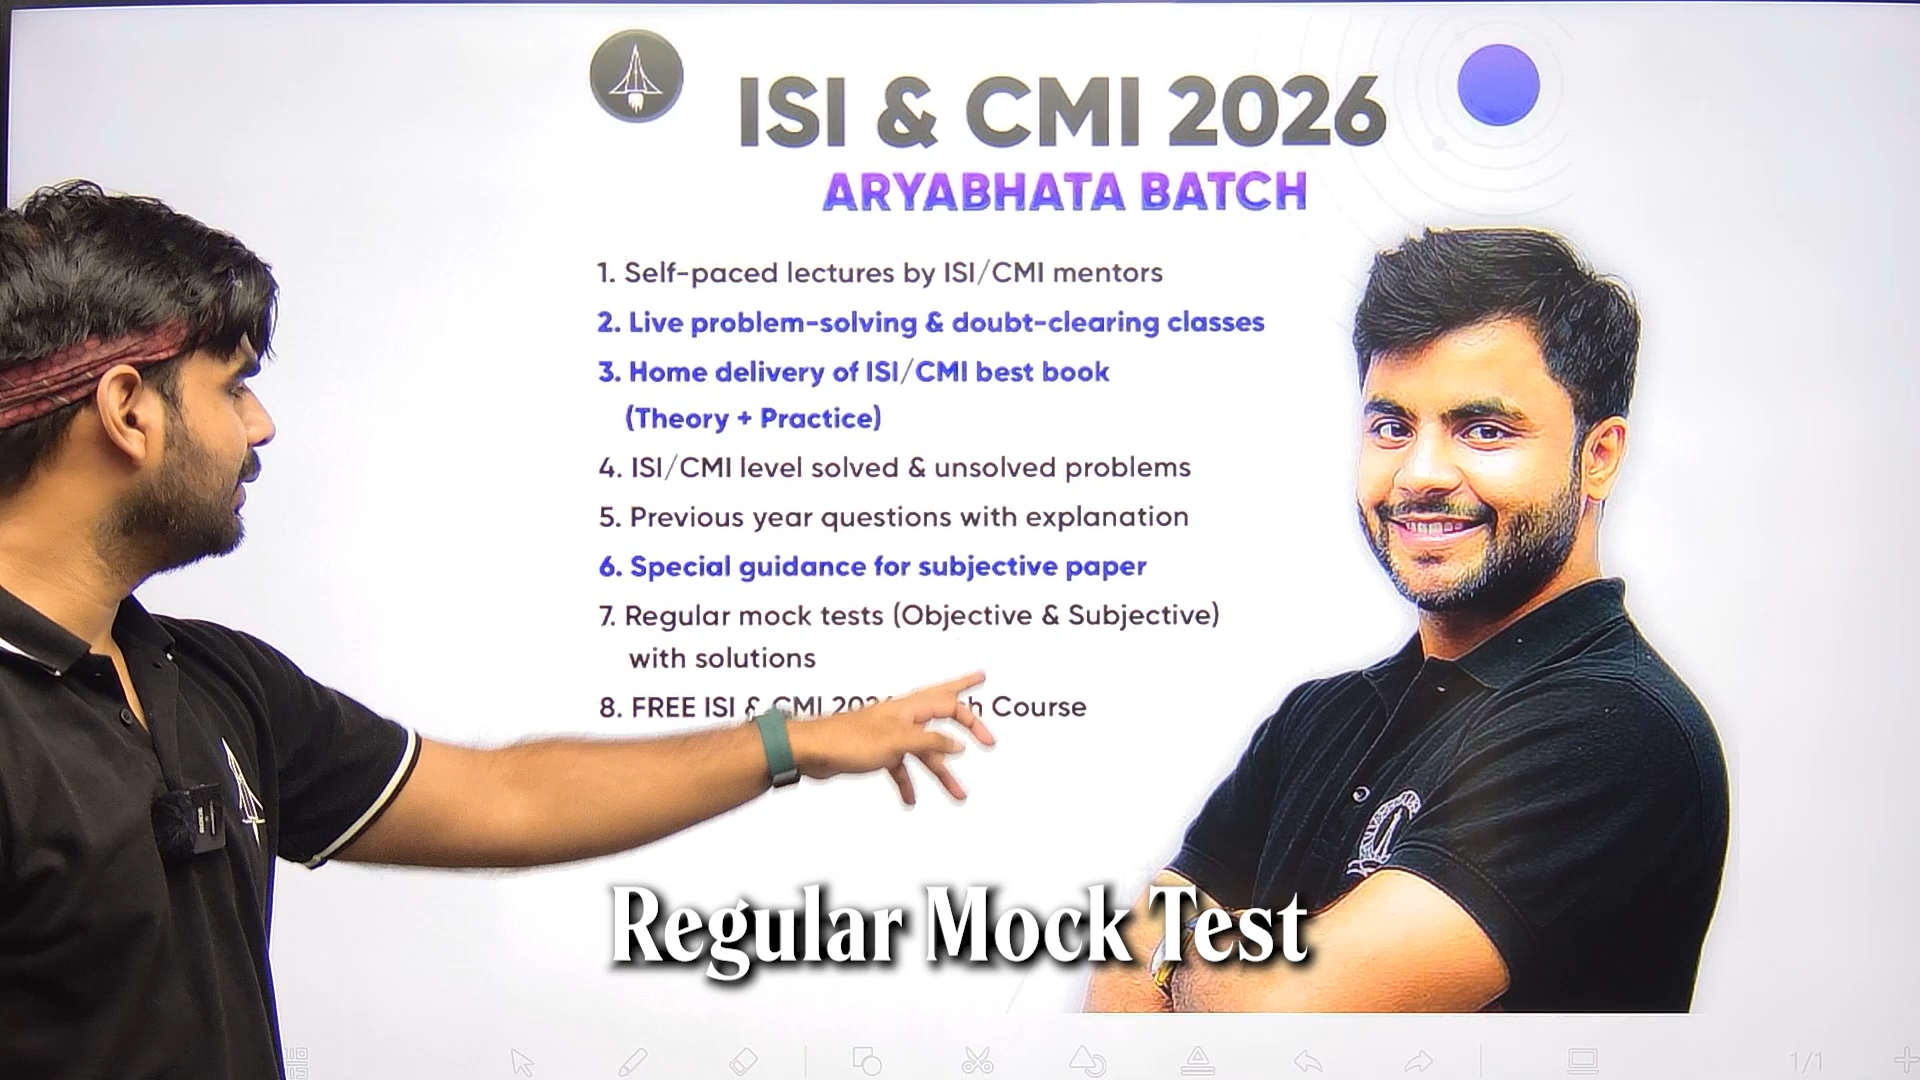 ISI & CMI 2026
ARYABHATA BATCH
1. Self-paced lectures by ISI/CMI mentors
2. Live problem-solving & doubt-clearing classes
3. Home delivery of ISI/CMI best book
(Theory + Practice)
4. ISI/CMI level solved & unsolved problems
5. Previous year questions with explanation
6. Special guidance for subjective paper
7. Regular mock tests (Objective & Subjective)
with solutions
8. FREE ISI & CMI Course
Regular Mock Test
1/1